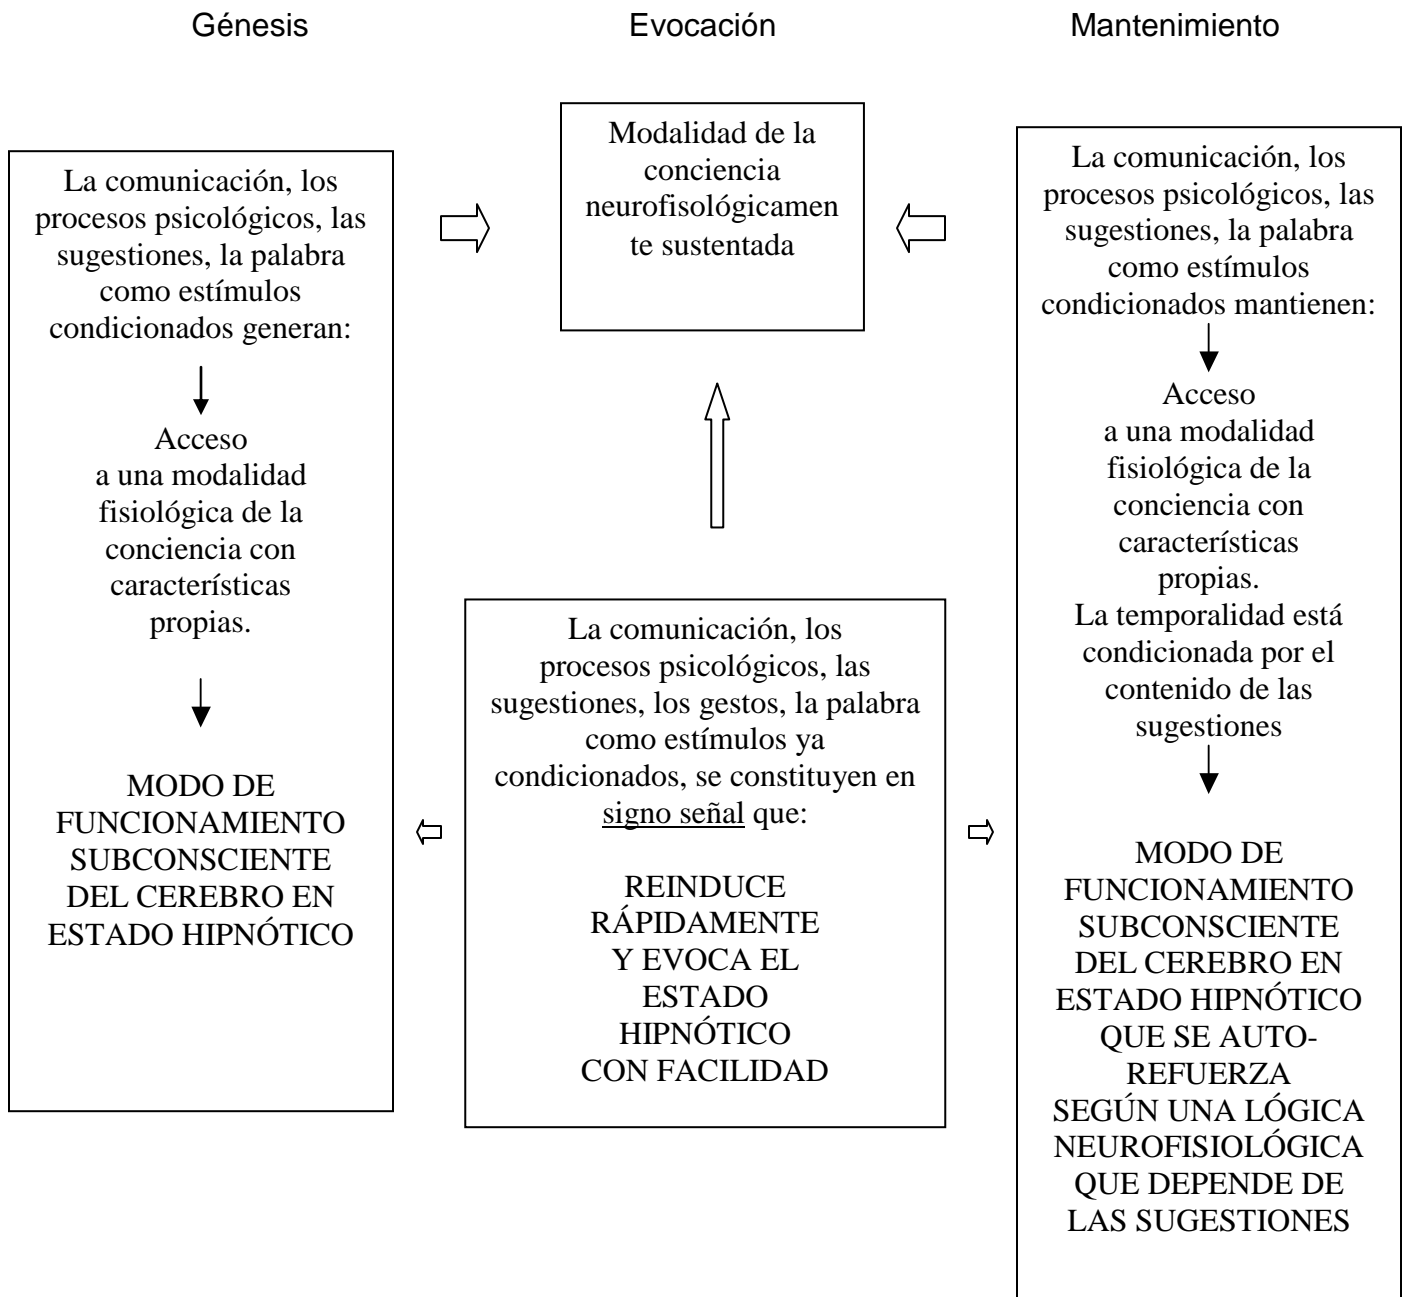 Génesis
Evocación
Mantenimiento
La comunicación, los
procesos psicológicos, las
sugestiones, la palabra
como estímulos
condicionados generan:
Acceso
a una modalidad
fisiológica de la
conciencia con
características
propias.
MODO DE
FUNCIONAMIENTO
SUBCONSCIENTE
DEL CEREBRO EN
ESTADO HIPNÓTICO
Modalidad de la
conciencia
neurofisológicamen
te sustentada
La comunicación, los
procesos psicológicos, las
sugestiones, los gestos, la palabra
como estímulos ya
condicionados, se constituyen en
signo señal que:
REINDUCE
RÁPIDAMENTE
Y EVOCA EL
ESTADO
HIPNÓTICO
CON FACILIDAD
La comunicación, los
procesos psicológicos, las
sugestiones, la palabra
como estímulos
condicionados mantienen:
Acceso
a una modalidad
fisiológica de la
conciencia con
características
propias.
La temporalidad está
condicionada por el
contenido de las
sugestiones
MODO DE
FUNCIONAMIENTO
SUBCONSCIENTE
DEL CEREBRO EN
ESTADO HIPNÓTICO
QUE SE AUTO-
REFUERZA
SEGÚN UNA LÓGICA
NEUROFISIOLÓGICA
QUE DEPENDE DE
LAS SUGESTIONES